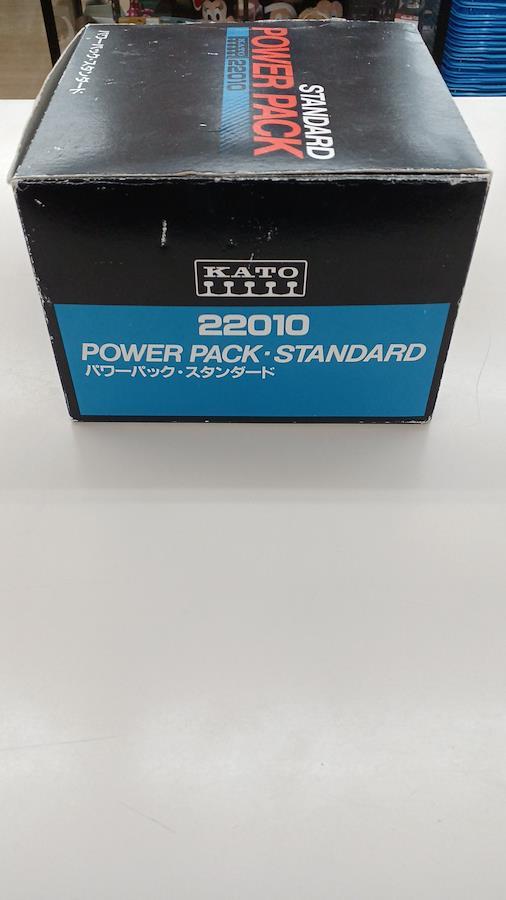 パワーパック・スタンダード
KATO
22010
POWER PACK
STANDARD
KATO
22010
POWER PACK・STANDARD
パワーパック・スタンダード